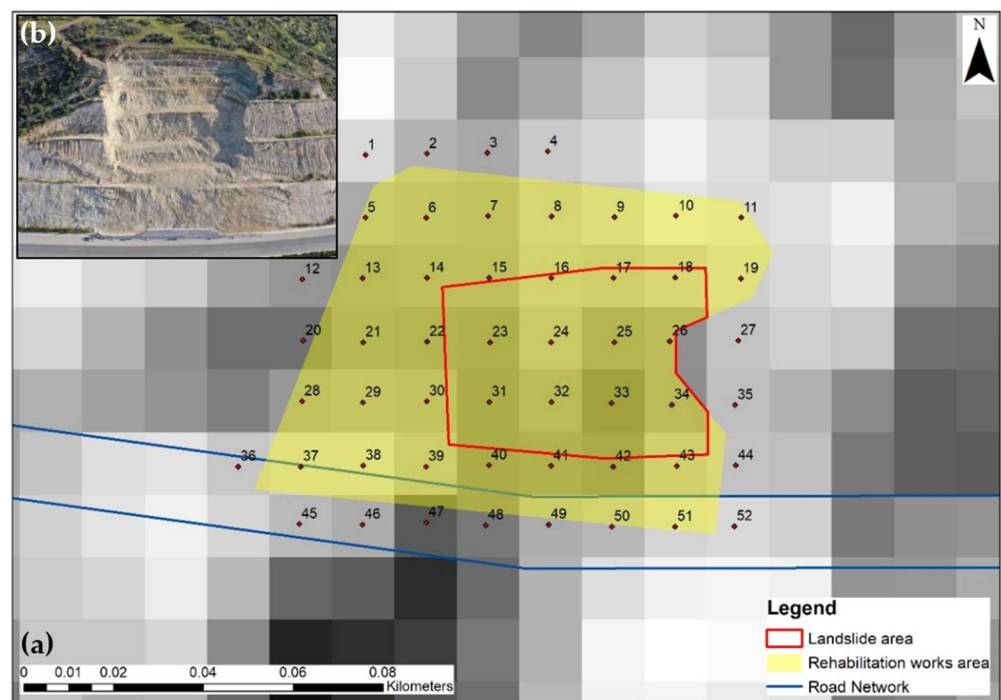 (b)
N
1 2 3 4
5 6 7 8 9 10 11
12 13 14 15 16 17 18 19
20 21 22 23 24 25 26 27
28 29 30 31 32 33 34 35
36 37 38 39 40 41 42 43 44
45 46 47 48 49 50 51 52
Legend
Landslide area
Rehabilitation works area
Road Network
(a)
0 0.01 0.02 0.04 0.06 0.08
Kilometers